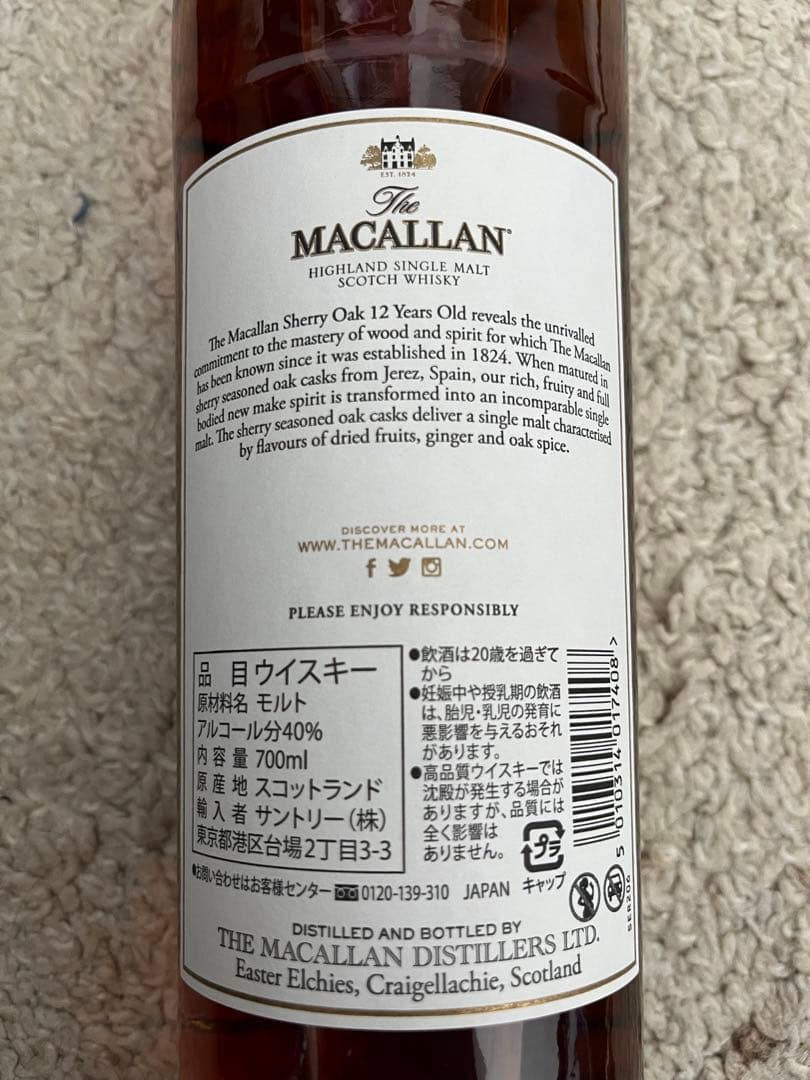 EST. 1824
The
MACALLAN®
HIGHLAND SINGLE MALT
SCOTCH WHISKY
The Macallan Sherry Oak 12 Years Old reveals the unrivalled
commitment to the mastery of wood and spirit for which The Macallan
has been known since it was established in 1824. When matured in
sherry seasoned oak casks from Jerez, Spain, our rich, fruity and full
bodied new make spirit is transformed into an incomparable single
malt. The sherry seasoned oak casks deliver a single malt characterised
by flavours of dried fruits, ginger and oak spice.
DISCOVER MORE AT
WWW.THEMACALLAN.COM
PLEASE ENJOY RESPONSIBLY
品 目 ウイスキー
原材料名 モルト
アルコール分40%
内 容 量 700ml
原 産 地 スコットランド
輸 入 者 サントリー(株)
東京都港区台場2丁目3-3
●飲酒は20歳を過ぎて
から
●妊娠中や授乳期の飲酒
は、胎児・乳児の発育に
悪影響を与えるおそれ
があります。
●高品質ウイスキーでは
沈殿が発生する場合が
ありますが、品質には
全く影響は
ありません。
プラ
キャップ
5 010314 017408 >
SER206
●お問い合わせはお客様センター 0120-139-310 JAPAN
DISTILLED AND BOTTLED BY
THE MACALLAN DISTILLERS LTD.
Easter Elchies, Craigellachie, Scotland